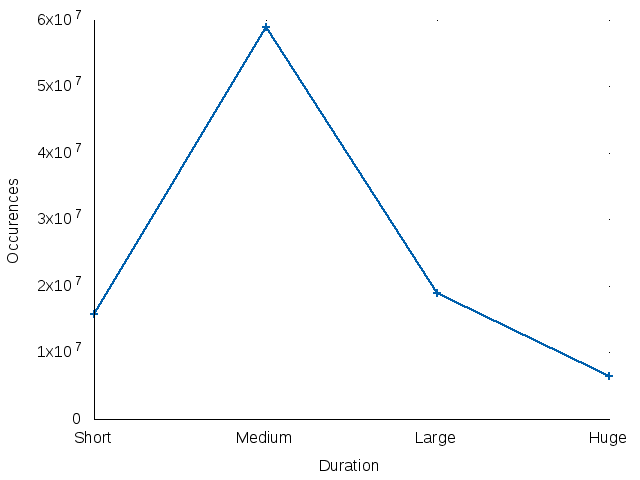 6x10 7
5x10 7
4x10 7
3x10 7
2x10 7
1x10 7
0
Occurences
Short Medium Large Huge
Duration